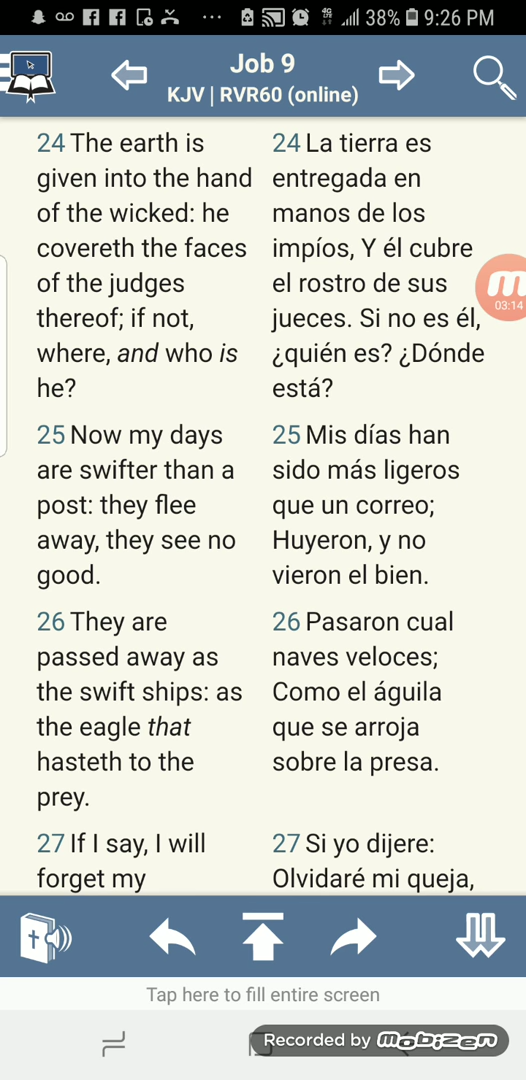 38% 9:26 PM
Job 9
KJV | RVR60 (online)
24 The earth is
given into the hand
of the wicked: he
covereth the faces
of the judges
thereof; if not,
where, and who is
he?
25 Now my days
are swifter than a
post: they flee
away, they see no
good.
26 They are
passed away as
the swift ships: as
the eagle that
hasteth to the
prey.
27 If I say, I will
forget my
24 La tierra es
entregada en
manos de los
impíos, Y él cubre
el rostro de sus
jueces. Si no es él,
¿quién es? ¿Dónde
está?
25 Mis días han
sido más ligeros
que un correo;
Huyeron, y no
vieron el bien.
26 Pasaron cual
naves veloces;
Como el águila
que se arroja
sobre la presa.
27 Si yo dijere:
Olvidaré mi queja,
03:14
Tap here to fill entire screen
Recorded by mobizen